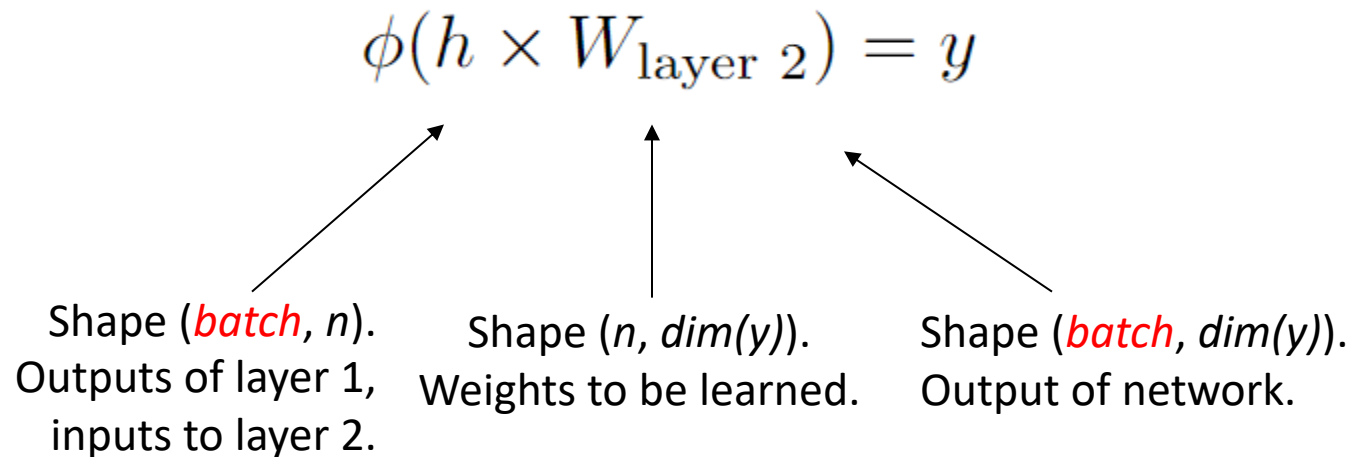 ϕ(h × W_layer 2) = y
Shape (batch, n).
Outputs of layer 1,
inputs to layer 2.
Shape (n, dim(y)).
Weights to be learned.
Shape (batch, dim(y)).
Output of network.